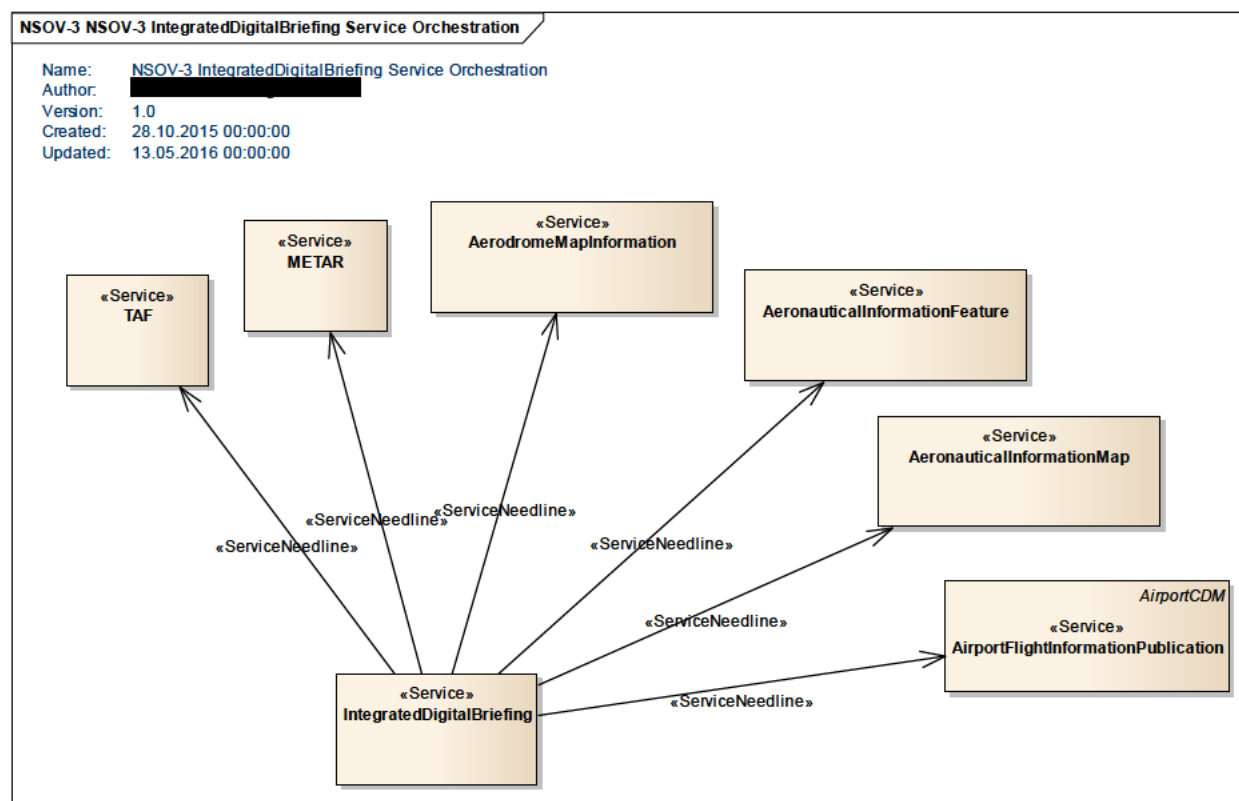 NSOV-3 NSOV-3 IntegratedDigitalBriefing Service Orchestration
Name: NSOV-3 IntegratedDigitalBriefing Service Orchestration
Author:
Version: 1.0
Created: 28.10.2015 00:00:00
Updated: 13.05.2016 00:00:00
«Service»
AerodromeMapInformation
«Service»
METAR
«Service»
TAF
«Service»
AeronauticalInformationFeature
«Service»
AeronauticalInformationMap
«ServiceNeedline»
«ServiceNeedline»
«ServiceNeedline»
«ServiceNeedline»
«ServiceNeedline»
«ServiceNeedline»
AirportCDM
«Service»
AirportFlightInformationPublication
«Service»
IntegratedDigitalBriefing